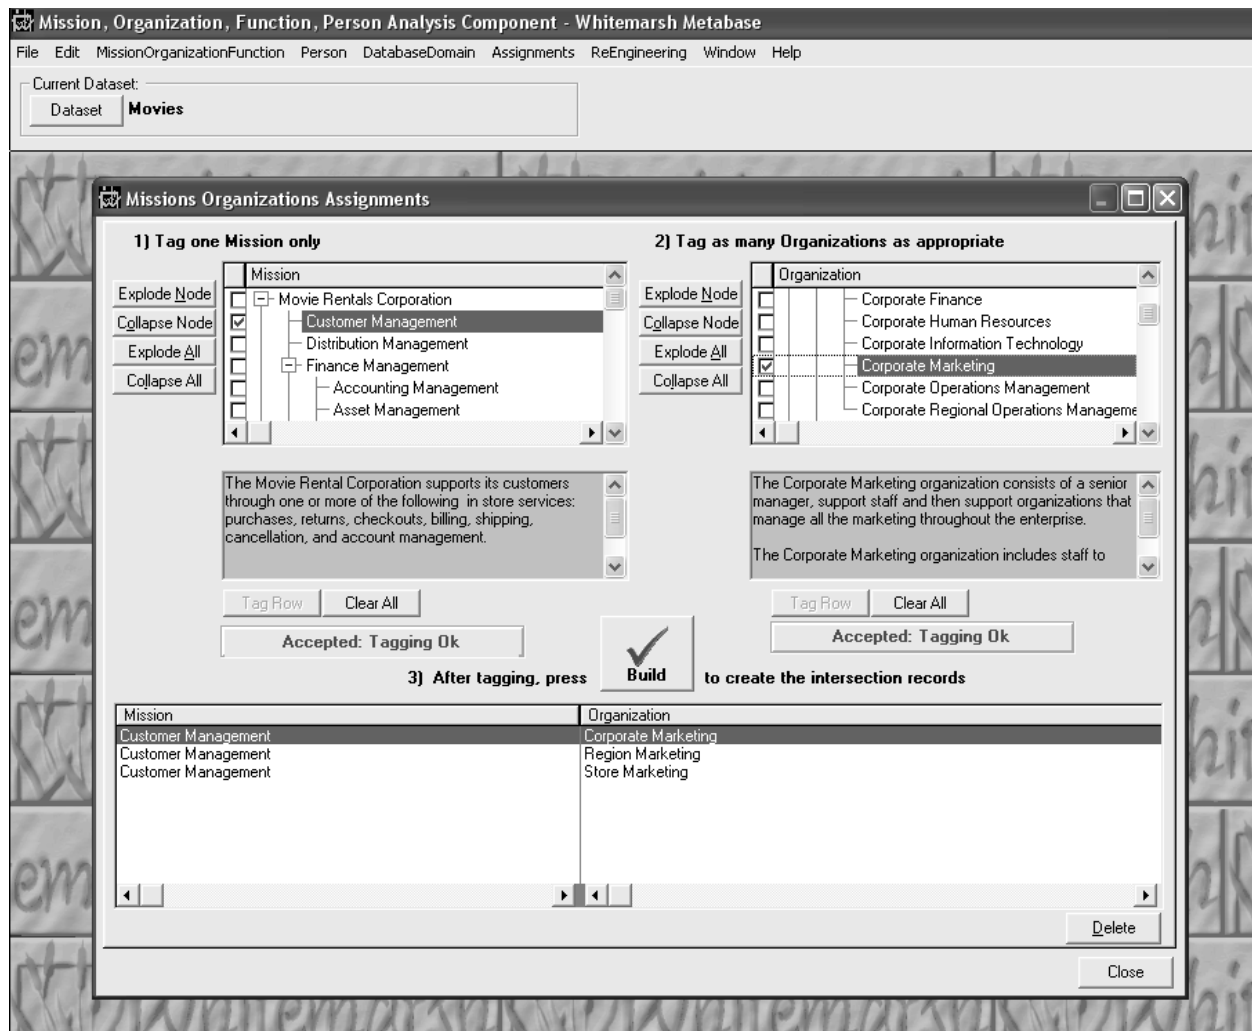 Mission, Organization, Function, Person Analysis Component - Whitemarsh Metabase
File Edit MissionOrganizationFunction Person DatabaseDomain Assignments ReEngineering Window Help
Current Dataset:
Dataset Movies
Missions Organizations Assignments
1) Tag one Mission only
2) Tag as many Organizations as appropriate
Mission
Explode Node
Collapse Node
Explode All
Collapse All
Movie Rentals Corporation
Customer Management
Distribution Management
Finance Management
Accounting Management
Asset Management
Organization
Explode Node
Collapse Node
Explode All
Collapse All
Corporate Finance
Corporate Human Resources
Corporate Information Technology
Corporate Marketing
Corporate Operations Management
Corporate Regional Operations Manageme
The Movie Rental Corporation supports its customers
through one or more of the following in store services:
purchases, returns, checkouts, billing, shipping,
cancellation, and account management.
The Corporate Marketing organization consists of a senior
manager, support staff and then support organizations that
manage all the marketing throughout the enterprise.
The Corporate Marketing organization includes staff to
Tag Row Clear All
Accepted: Tagging Ok
Tag Row Clear All
Accepted: Tagging Ok
3) After tagging, press Build to create the intersection records
Mission Organization
Customer Management Corporate Marketing
Customer Management Region Marketing
Customer Management Store Marketing
Delete
Close